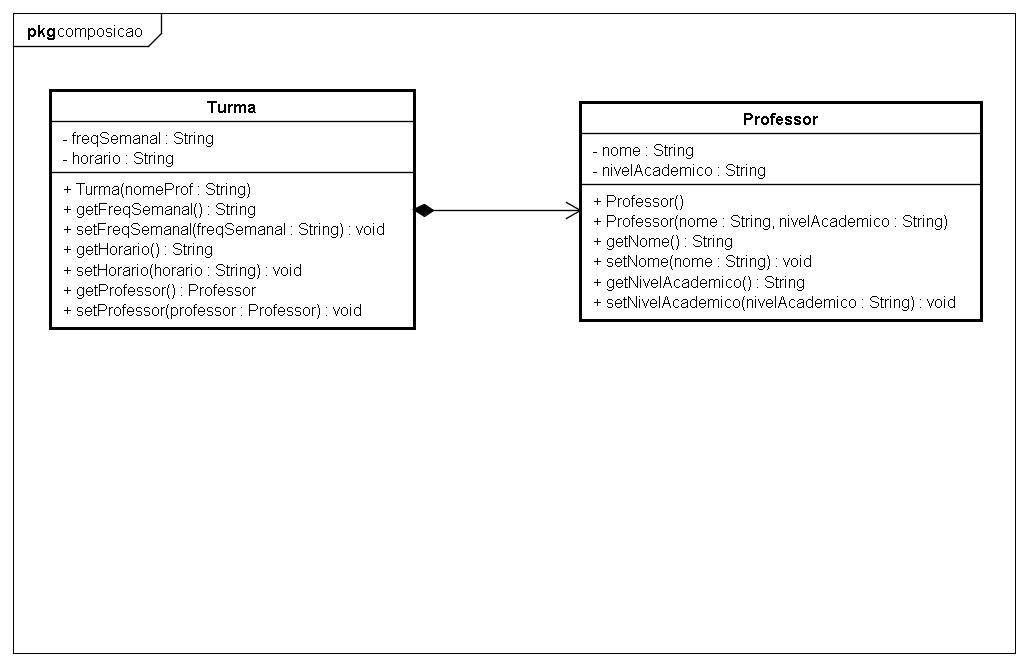 pkgcomposicao
Turma
- freqSemanal : String
- horario : String
+ Turma(nomeProf : String)
+ getFreqSemanal() : String
+ setFreqSemanal(freqSemanal : String) : void
+ getHorario() : String
+ setHorario(horario : String) : void
+ getProfessor() : Professor
+ setProfessor(professor : Professor) : void
Professor
- nome : String
- nivelAcademico : String
+ Professor()
+ Professor(nome : String, nivelAcademico : String)
+ getNome() : String
+ setNome(nome : String) : void
+ getNivelAcademico() : String
+ setNivelAcademico(nivelAcademico : String) : void